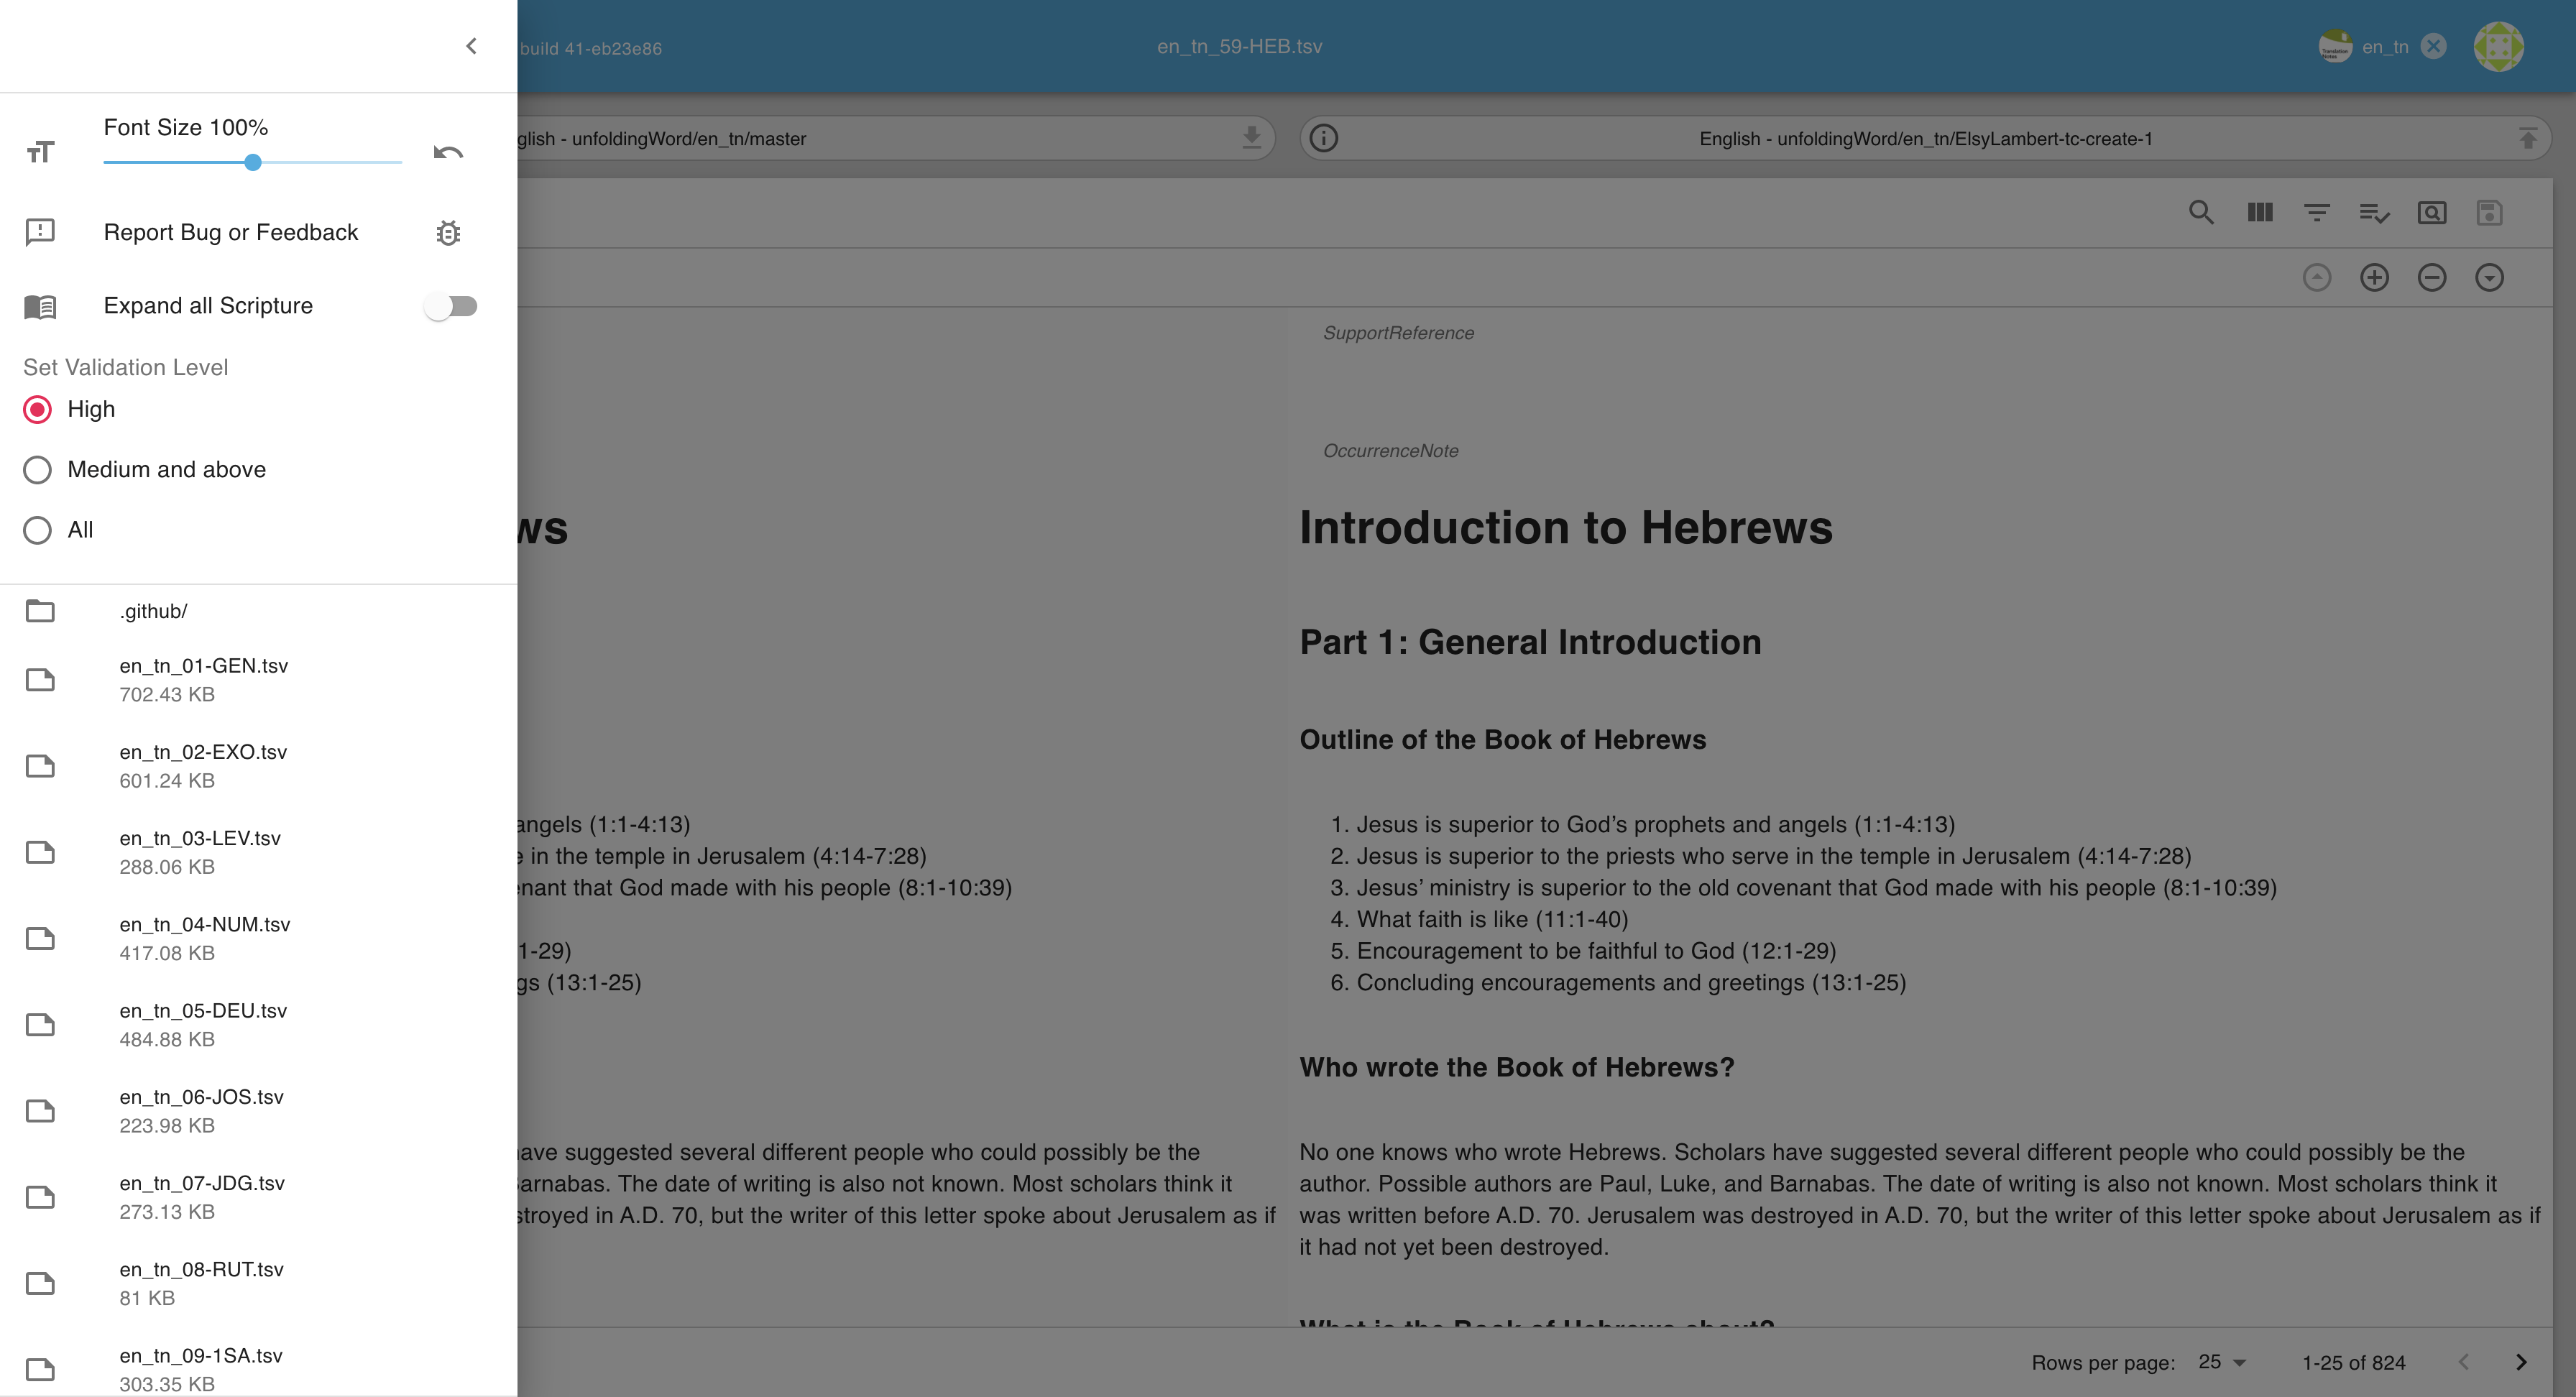 build 41-eb23e86
en_tn_59-HEB.tsv
en_tn
Font Size 100%
Report Bug or Feedback
Expand all Scripture
Set Validation Level
High
Medium and above
All
.github/
en_tn_01-GEN.tsv
702.43 KB
en_tn_02-EXO.tsv
601.24 KB
en_tn_03-LEV.tsv
288.06 KB
en_tn_04-NUM.tsv
417.08 KB
en_tn_05-DEU.tsv
484.88 KB
en_tn_06-JOS.tsv
223.98 KB
en_tn_07-JDG.tsv
273.13 KB
en_tn_08-RUT.tsv
81 KB
en_tn_09-1SA.tsv
303.35 KB
glish - unfoldingWord/en_tn/master
ws
angels (1:1-4:13)
e in the temple in Jerusalem (4:14-7:28)
enant that God made with his people (8:1-10:39)
1-29)
gs (13:1-25)
have suggested several different people who could possibly be the
Barnabas. The date of writing is also not known. Most scholars think it
stroyed in A.D. 70, but the writer of this letter spoke about Jerusalem as if
English - unfoldingWord/en_tn/ElsyLambert-tc-create-1
SupportReference
OccurrenceNote
Introduction to Hebrews
Part 1: General Introduction
Outline of the Book of Hebrews
1. Jesus is superior to God’s prophets and angels (1:1-4:13)
2. Jesus is superior to the priests who serve in the temple in Jerusalem (4:14-7:28)
3. Jesus’ ministry is superior to the old covenant that God made with his people (8:1-10:39)
4. What faith is like (11:1-40)
5. Encouragement to be faithful to God (12:1-29)
6. Concluding encouragements and greetings (13:1-25)
Who wrote the Book of Hebrews?
No one knows who wrote Hebrews. Scholars have suggested several different people who could possibly be the
author. Possible authors are Paul, Luke, and Barnabas. The date of writing is also not known. Most scholars think it
was written before A.D. 70. Jerusalem was destroyed in A.D. 70, but the writer of this letter spoke about Jerusalem as if
it had not yet been destroyed.
What is the Book of Hebrews about?
Rows per page: 25
1-25 of 824